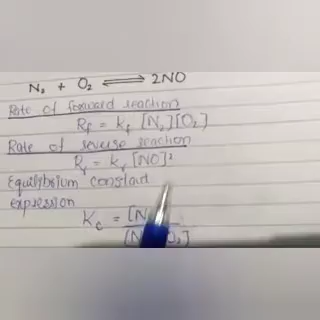 N₂ + O₂ ⇌ 2NO
Rate of forward reaction
R_f = k_f [N₂][O₂]
Rate of reverse reaction
R_r = k_r [NO]²
Equilibrium constant
expression
K_c =